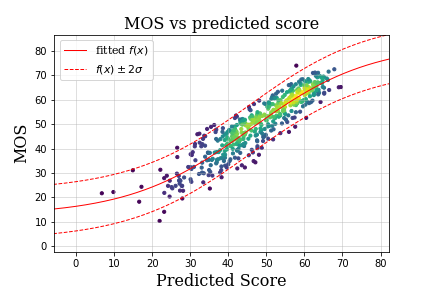 MOS vs predicted score
fitted f(x)
f(x) ± 2σ
MOS
80
70
60
50
40
30
20
10
0
0 10 20 30 40 50 60 70 80
Predicted Score